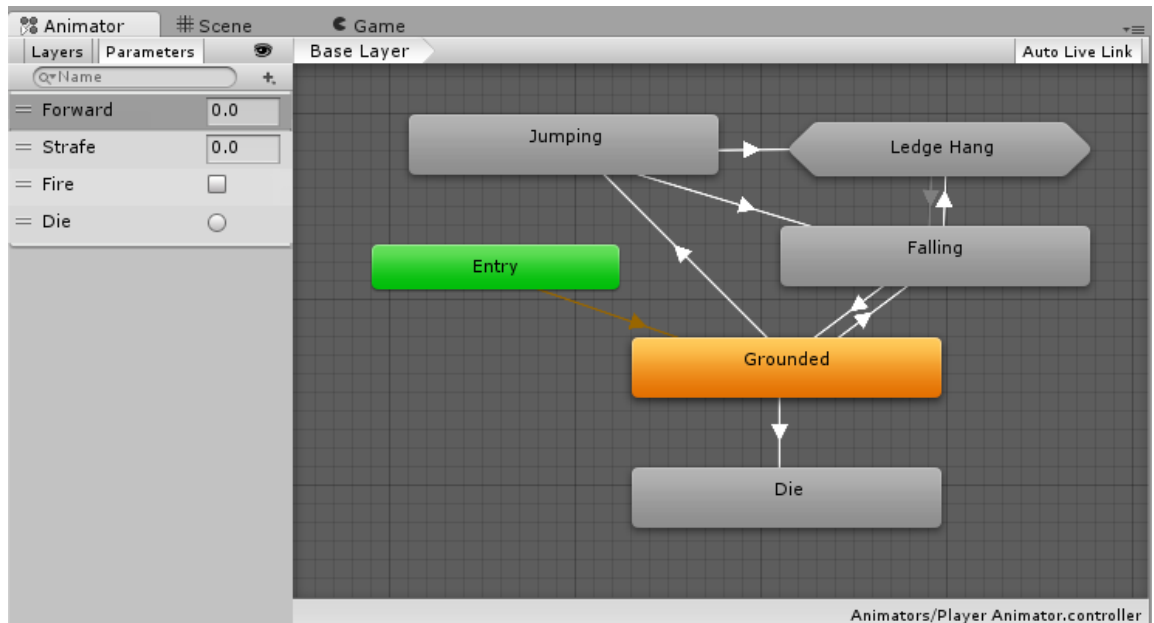 Animator
Scene
Game
Layers
Parameters
Base Layer
Auto Live Link
Name
Forward 0.0
Strafe 0.0
Fire
Die
Jumping
Ledge Hang
Falling
Entry
Grounded
Die
Animators/Player Animator.controller